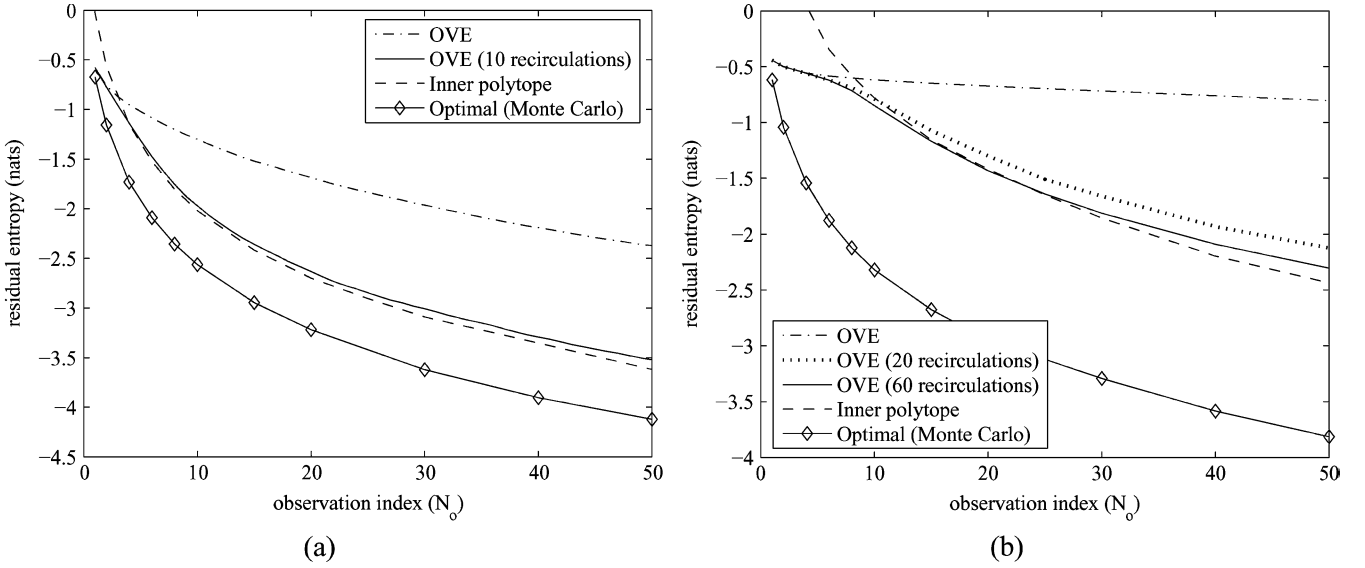 0
−0.5
−1
−1.5
−2
−2.5
−3
−3.5
−4
−4.5
residual entropy (nats)
OVE
OVE (10 recirculations)
Inner polytope
Optimal (Monte Carlo)
0
10
20
30
40
50
observation index (No)
(a)
0
−0.5
−1
−1.5
−2
−2.5
−3
−3.5
−4
residual entropy (nats)
OVE
OVE (20 recirculations)
OVE (60 recirculations)
Inner polytope
Optimal (Monte Carlo)
0
10
20
30
40
50
observation index (No)
(b)